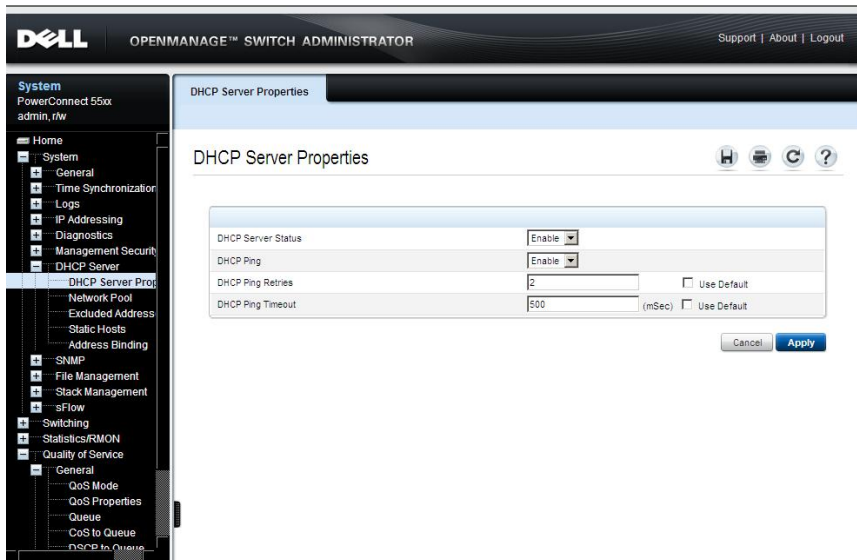 DELL
OPENMANAGE™ SWITCH ADMINISTRATOR
Support | About | Logout
System
PowerConnect 55xx
admin, r/w
DHCP Server Properties
Home
System
General
Time Synchronization
Logs
IP Addressing
Diagnostics
Management Securit
DHCP Server
DHCP Server Prop
Network Pool
Excluded Address
Static Hosts
Address Binding
SNMP
File Management
Stack Management
sFlow
Switching
Statistics/RMON
Quality of Service
General
QoS Mode
QoS Properties
Queue
CoS to Queue
DSCP to Queue
DHCP Server Properties
DHCP Server Status Enable
DHCP Ping Enable
DHCP Ping Retries 2 Use Default
DHCP Ping Timeout 500 (mSec) Use Default
Cancel Apply